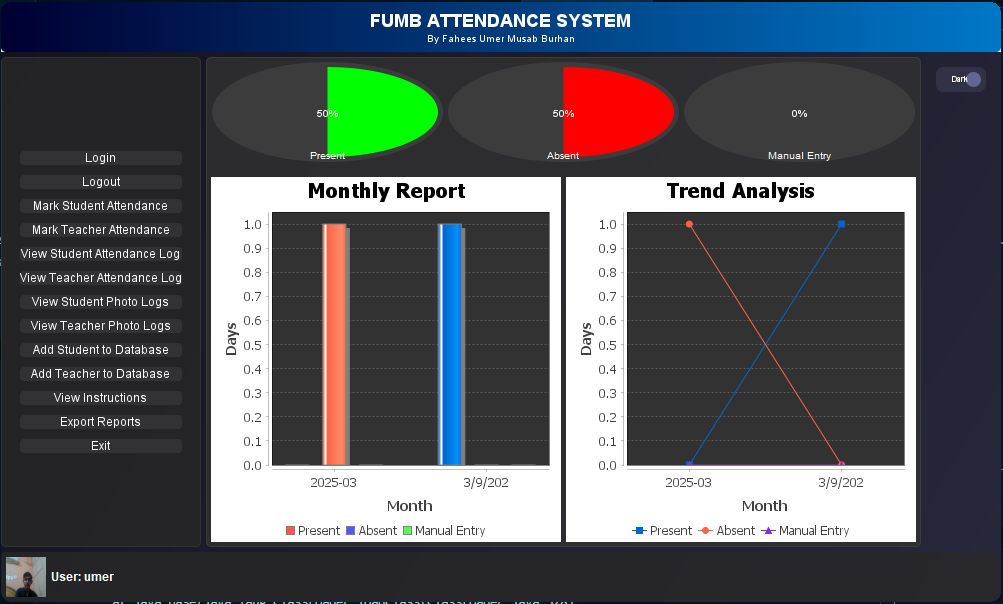 FUMB ATTENDANCE SYSTEM
By Fahees Umer Musab Burhan
Dark
Login
Logout
Mark Student Attendance
Mark Teacher Attendance
View Student Attendance Log
View Teacher Attendance Log
View Student Photo Logs
View Teacher Photo Logs
Add Student to Database
Add Teacher to Database
View Instructions
Export Reports
Exit
50%
Present
50%
Absent
0%
Manual Entry
Monthly Report
1.0
0.9
0.8
0.7
0.6
0.5
0.4
0.3
0.2
0.1
0.0
Days
2025-03
3/9/202
Month
Present Absent Manual Entry
Trend Analysis
1.0
0.9
0.8
0.7
0.6
0.5
0.4
0.3
0.2
0.1
0.0
Days
2025-03
3/9/202
Month
Present Absent Manual Entry
User: umer